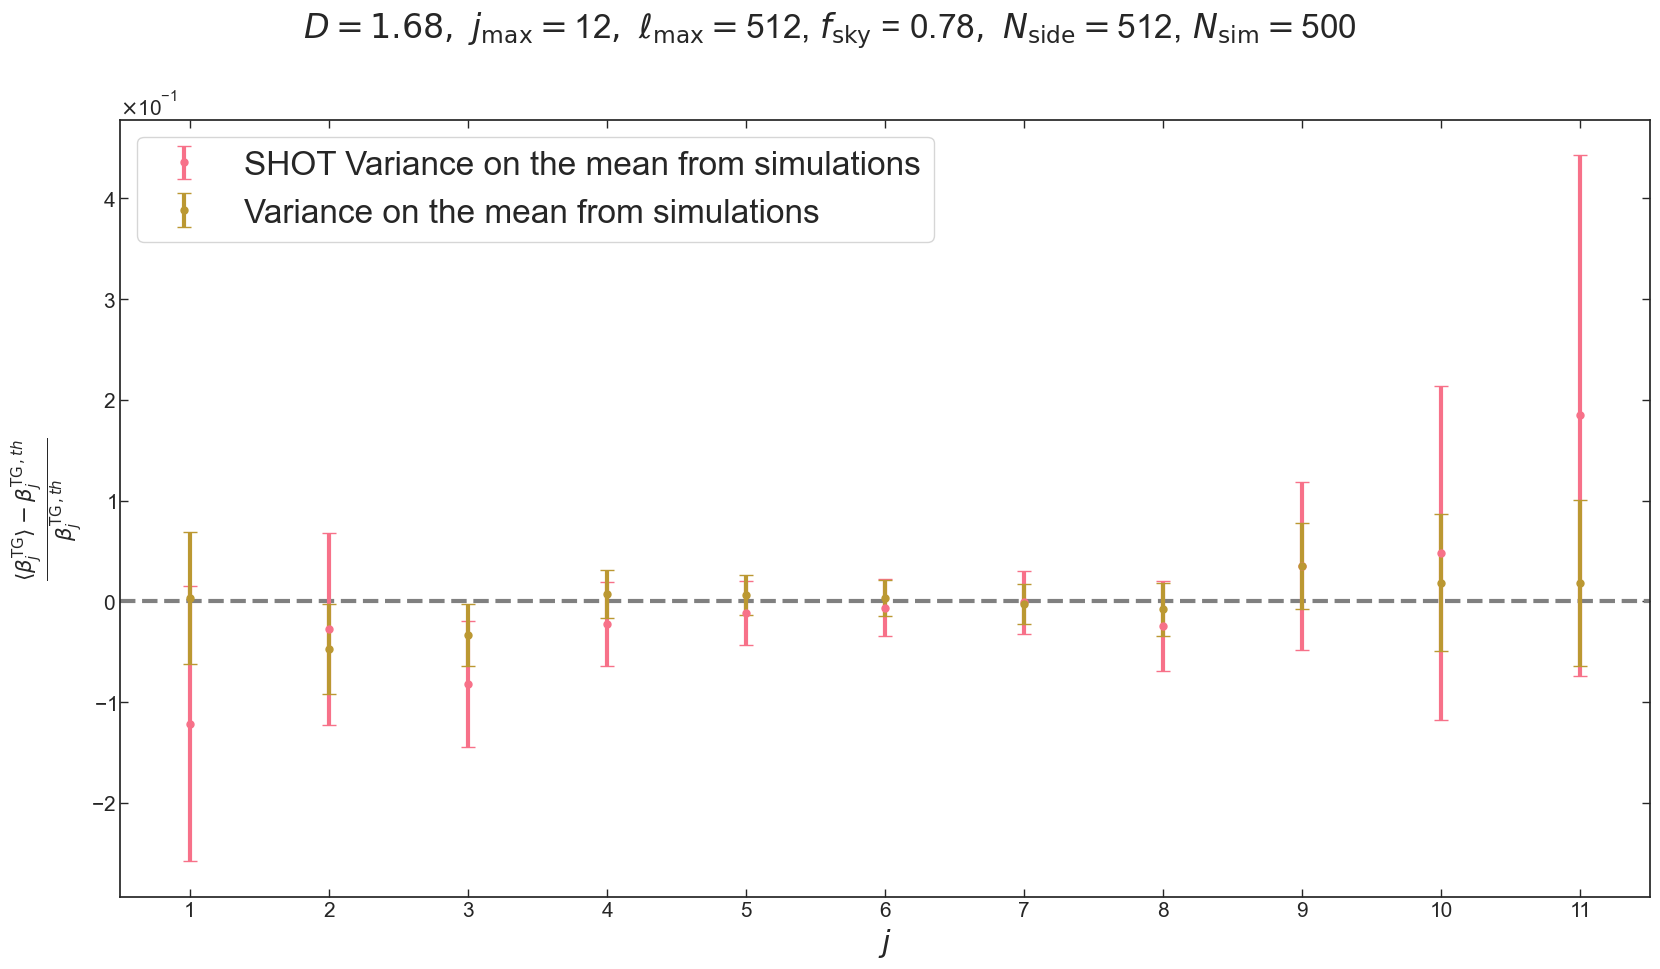 D = 1.68, j_max = 12, ℓ_max = 512, f_sky = 0.78, N_side = 512, N_sim = 500
×10⁻¹
SHOT Variance on the mean from simulations
Variance on the mean from simulations
4
3
2
1
0
−1
−2
⟨β_j^TG⟩ − β_j^{TG, th}
β_j^{TG, th}
1 2 3 4 5 6 7 8 9 10 11
j